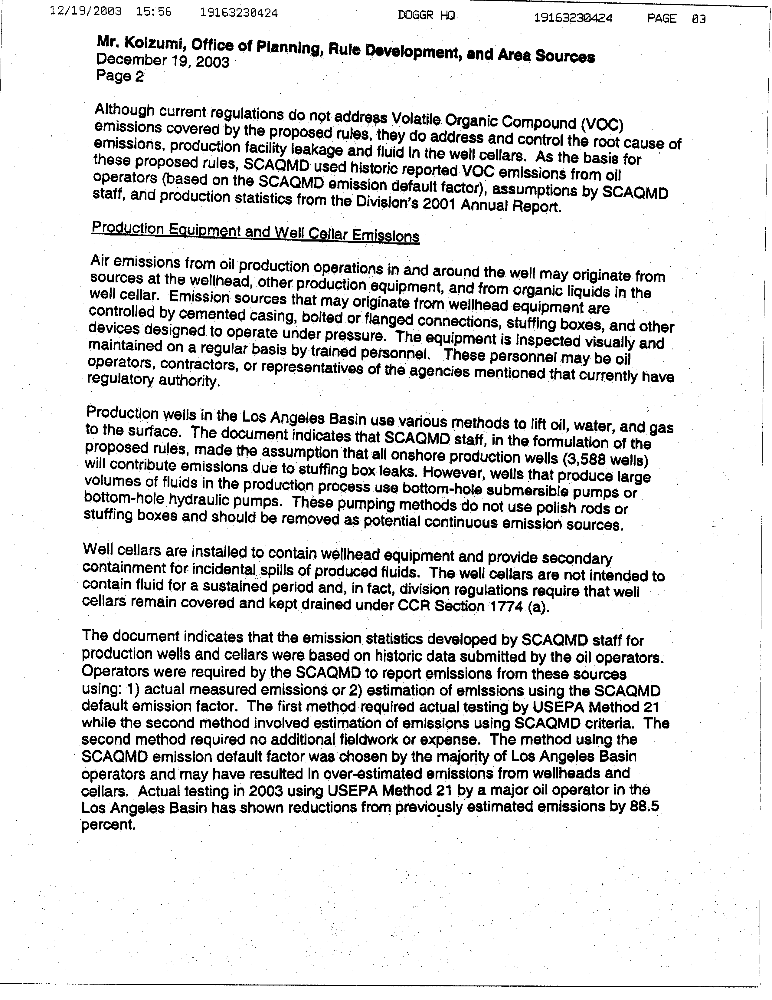 12/19/2003 15:56 19163230424 DOGGR HQ 19163230424 PAGE 03
Mr. Koizumi, Office of Planning, Rule Development, and Area Sources
December 19, 2003
Page 2
Although current regulations do not address Volatile Organic Compound (VOC)
emissions covered by the proposed rules, they do address and control the root cause of
emissions, production facility leakage and fluid in the well cellars. As the basis for
these proposed rules, SCAQMD used historic reported VOC emissions from oil
operators (based on the SCAQMD emission default factor), assumptions by SCAQMD
staff, and production statistics from the Division's 2001 Annual Report.
Production Equipment and Well Cellar Emissions
Air emissions from oil production operations in and around the well may originate from
sources at the wellhead, other production equipment, and from organic liquids in the
well cellar. Emission sources that may originate from wellhead equipment are
controlled by cemented casing, bolted or flanged connections, stuffing boxes, and other
devices designed to operate under pressure. The equipment is inspected visually and
maintained on a regular basis by trained personnel. These personnel may be oil
operators, contractors, or representatives of the agencies mentioned that currently have
regulatory authority.
Production wells in the Los Angeles Basin use various methods to lift oil, water, and gas
to the surface. The document indicates that SCAQMD staff, in the formulation of the
proposed rules, made the assumption that all onshore production wells (3,588 wells)
will contribute emissions due to stuffing box leaks. However, wells that produce large
volumes of fluids in the production process use bottom-hole submersible pumps or
bottom-hole hydraulic pumps. These pumping methods do not use polish rods or
stuffing boxes and should be removed as potential continuous emission sources.
Well cellars are installed to contain wellhead equipment and provide secondary
containment for incidental spills of produced fluids. The well cellars are not intended to
contain fluid for a sustained period and, in fact, division regulations require that well
cellars remain covered and kept drained under CCR Section 1774 (a).
The document indicates that the emission statistics developed by SCAQMD staff for
production wells and cellars were based on historic data submitted by the oil operators.
Operators were required by the SCAQMD to report emissions from these sources
using: 1) actual measured emissions or 2) estimation of emissions using the SCAQMD
default emission factor. The first method required actual testing by USEPA Method 21
while the second method involved estimation of emissions using SCAQMD criteria. The
second method required no additional fieldwork or expense. The method using the
SCAQMD emission default factor was chosen by the majority of Los Angeles Basin
operators and may have resulted in over-estimated emissions from wellheads and
cellars. Actual testing in 2003 using USEPA Method 21 by a major oil operator in the
Los Angeles Basin has shown reductions from previously estimated emissions by 88.5
percent.